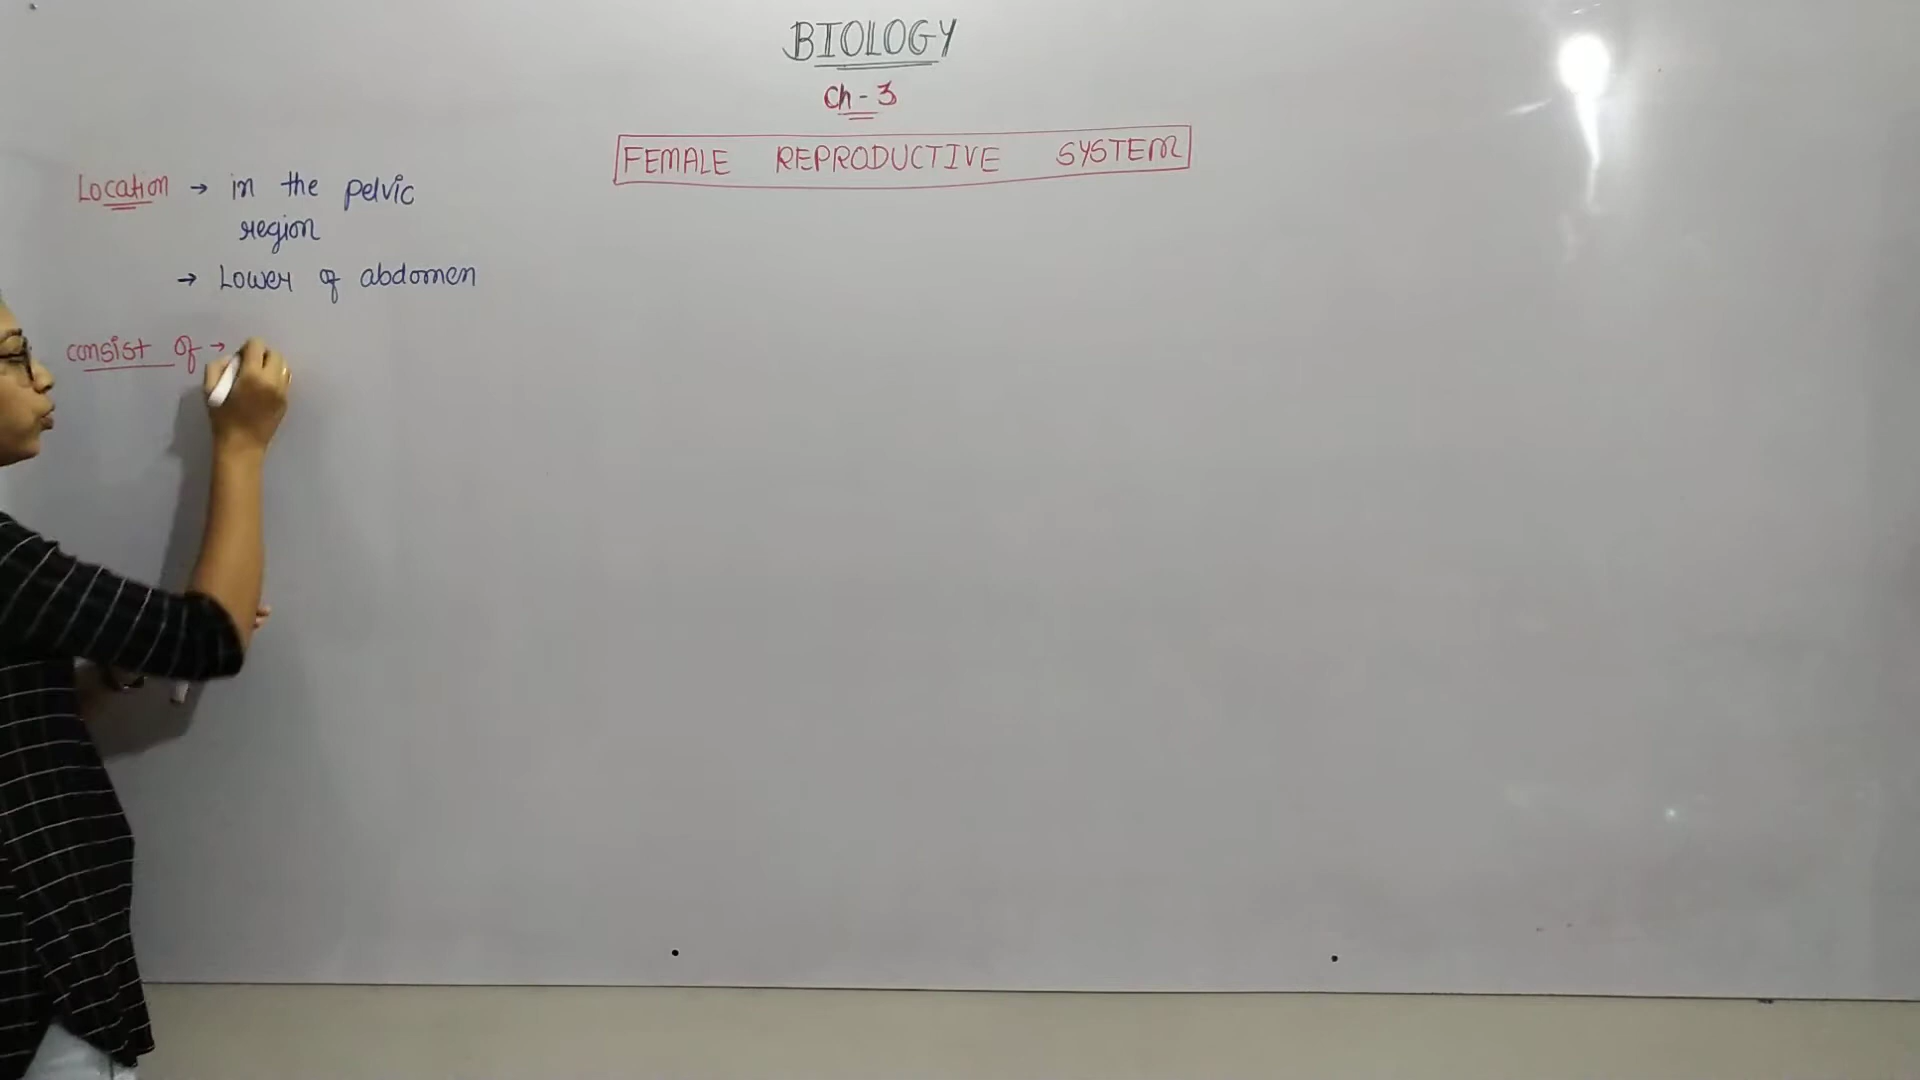 BIOLOGY
Ch - 3
FEMALE REPRODUCTIVE SYSTEM
Location → in the pelvic
region
→ Lower of abdomen
consist of →